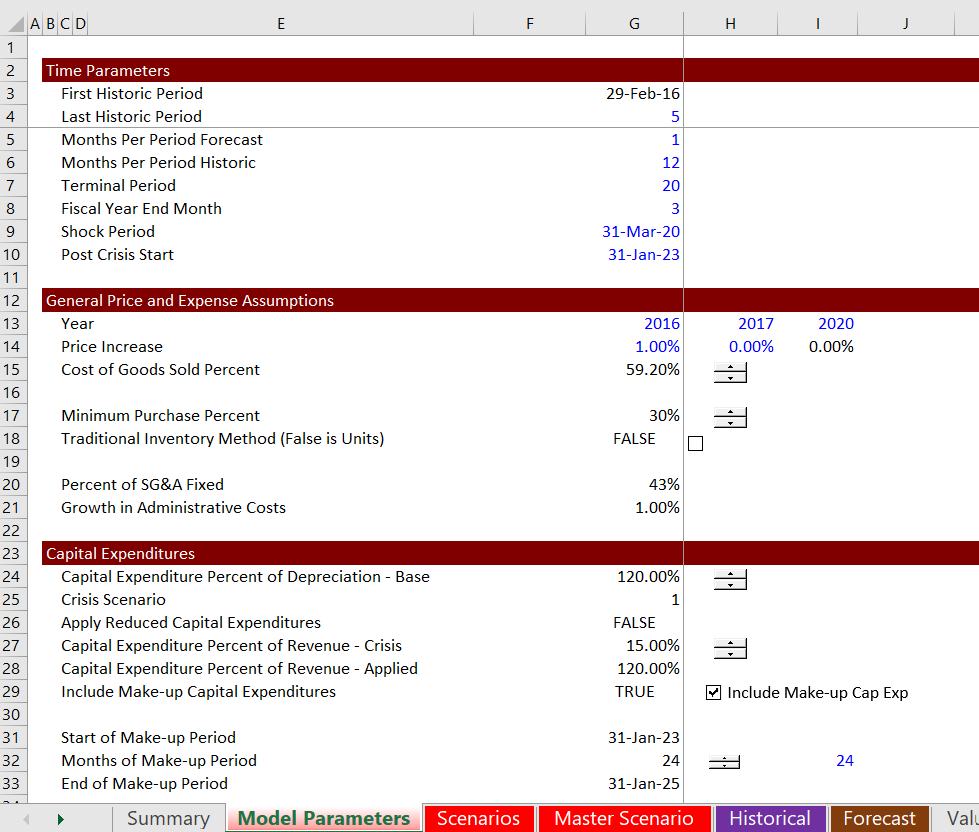 A B C D E F G H I J
1
2 Time Parameters
3 First Historic Period 29-Feb-16
4 Last Historic Period 5
5 Months Per Period Forecast 1
6 Months Per Period Historic 12
7 Terminal Period 20
8 Fiscal Year End Month 3
9 Shock Period 31-Mar-20
10 Post Crisis Start 31-Jan-23
11
12 General Price and Expense Assumptions
13 Year 2016 2017 2020
14 Price Increase 1.00% 0.00% 0.00%
15 Cost of Goods Sold Percent 59.20%
16
17 Minimum Purchase Percent 30%
18 Traditional Inventory Method (False is Units) FALSE
19
20 Percent of SG&A Fixed 43%
21 Growth in Administrative Costs 1.00%
22
23 Capital Expenditures
24 Capital Expenditure Percent of Depreciation - Base 120.00%
25 Crisis Scenario 1
26 Apply Reduced Capital Expenditures FALSE
27 Capital Expenditure Percent of Revenue - Crisis 15.00%
28 Capital Expenditure Percent of Revenue - Applied 120.00%
29 Include Make-up Capital Expenditures TRUE Include Make-up Cap Exp
30
31 Start of Make-up Period 31-Jan-23
32 Months of Make-up Period 24 24
33 End of Make-up Period 31-Jan-25
Summary Model Parameters Scenarios Master Scenario Historical Forecast